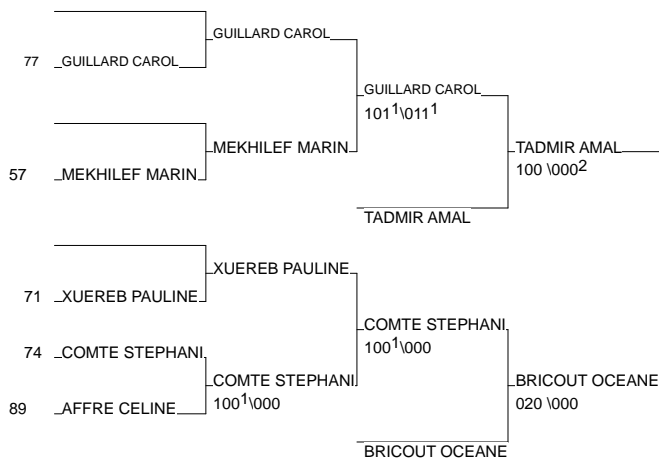 GUILLARD CAROL
77 GUILLARD CAROL
GUILLARD CAROL
101¹\011¹
MEKHILEF MARIN
TADMIR AMAL
100 \000²
57 MEKHILEF MARIN
TADMIR AMAL
XUEREB PAULINE
71 XUEREB PAULINE
COMTE STEPHANI
100¹\000
74 COMTE STEPHANI
COMTE STEPHANI
100¹\000
BRICOUT OCEANE
020 \000
89 AFFRE CELINE
BRICOUT OCEANE